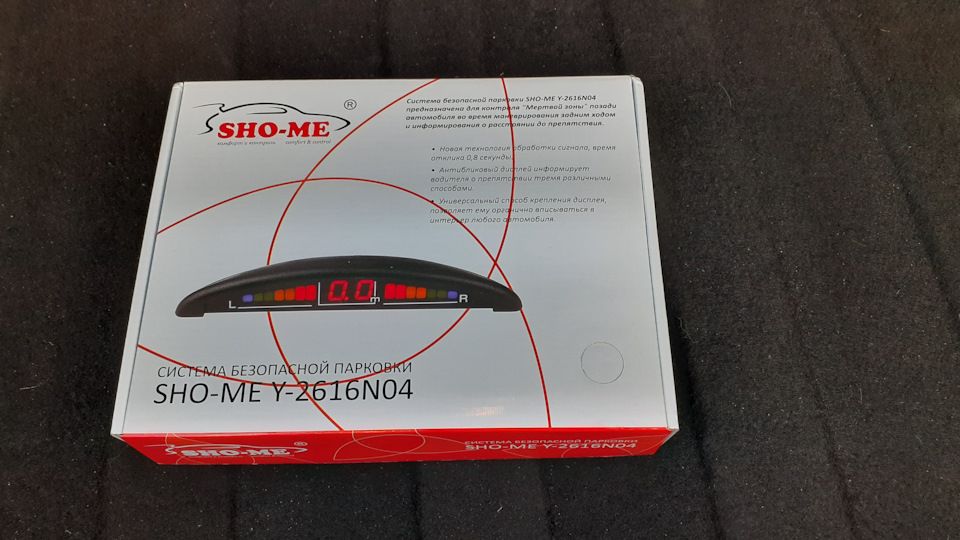 SHO-ME ®
комфорт и контроль comfort & control
Система безопасной парковки SHO-ME Y-2616N04
предназначена для контроля "Мертвой зоны" позади
автомобиля во время маневрирования задним ходом
и информирования о расстоянии до препятствия.
• Новая технология обработки сигнала, время
отклика 0,8 секунды.
• Антибликовый дисплей информирует
водителя о препятствии тремя различными
способами.
• Универсальный способ крепления дисплея,
позволяет ему органично вписываться в
интерьер любого автомобиля.
L 0.0 m R
СИСТЕМА БЕЗОПАСНОЙ ПАРКОВКИ
SHO-ME Y-2616N04
SHO-ME ®
СИСТЕМА БЕЗОПАСНОЙ ПАРКОВКИ
SHO-ME Y-2616N04